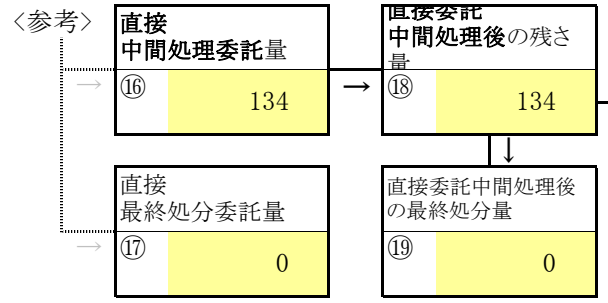 〈参考〉
直接
中間処理委託量
→
⑯
134
→
直接委託
中間処理後の残さ
量
⑱
134
↓
直接
最終処分委託量
→
⑰
0
直接委託中間処理後
の最終処分量
⑲
0